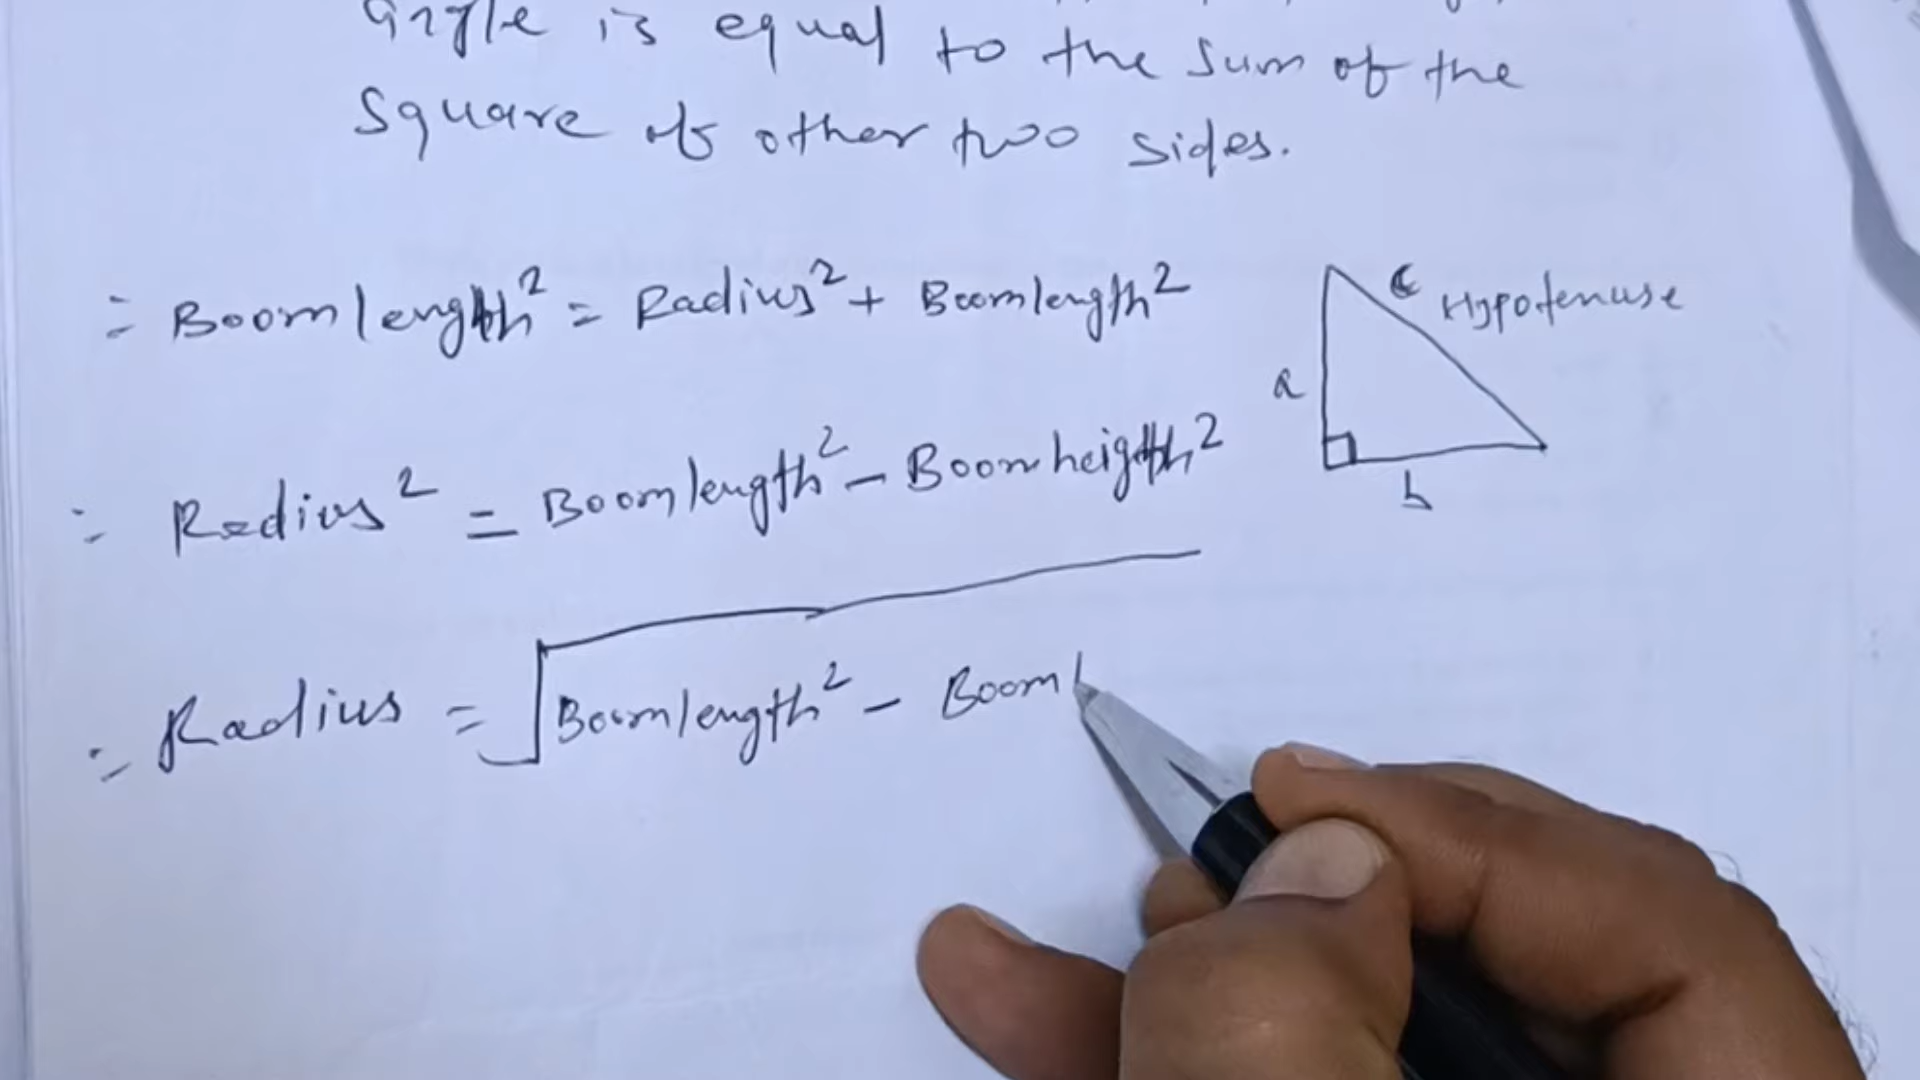 angle is equal to the sum of the
square of other two sides.
= Boom length² = Radius² + Boom length²
c Hypotenuse
a
= Radius² = Boom length² - Boom height²
b
= Radius = √Boom length² - Boom